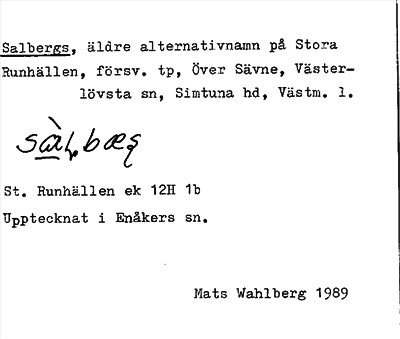 Salbergs, äldre alternativnamn på Stora
Runhällen, försv. tp, Över Sävne, Väster-
lövsta sn, Simtuna hd, Västm. l.
St. Runhällen ek 12H 1b
Upptecknat i Enåkers sn.
Mats Wahlberg 1989